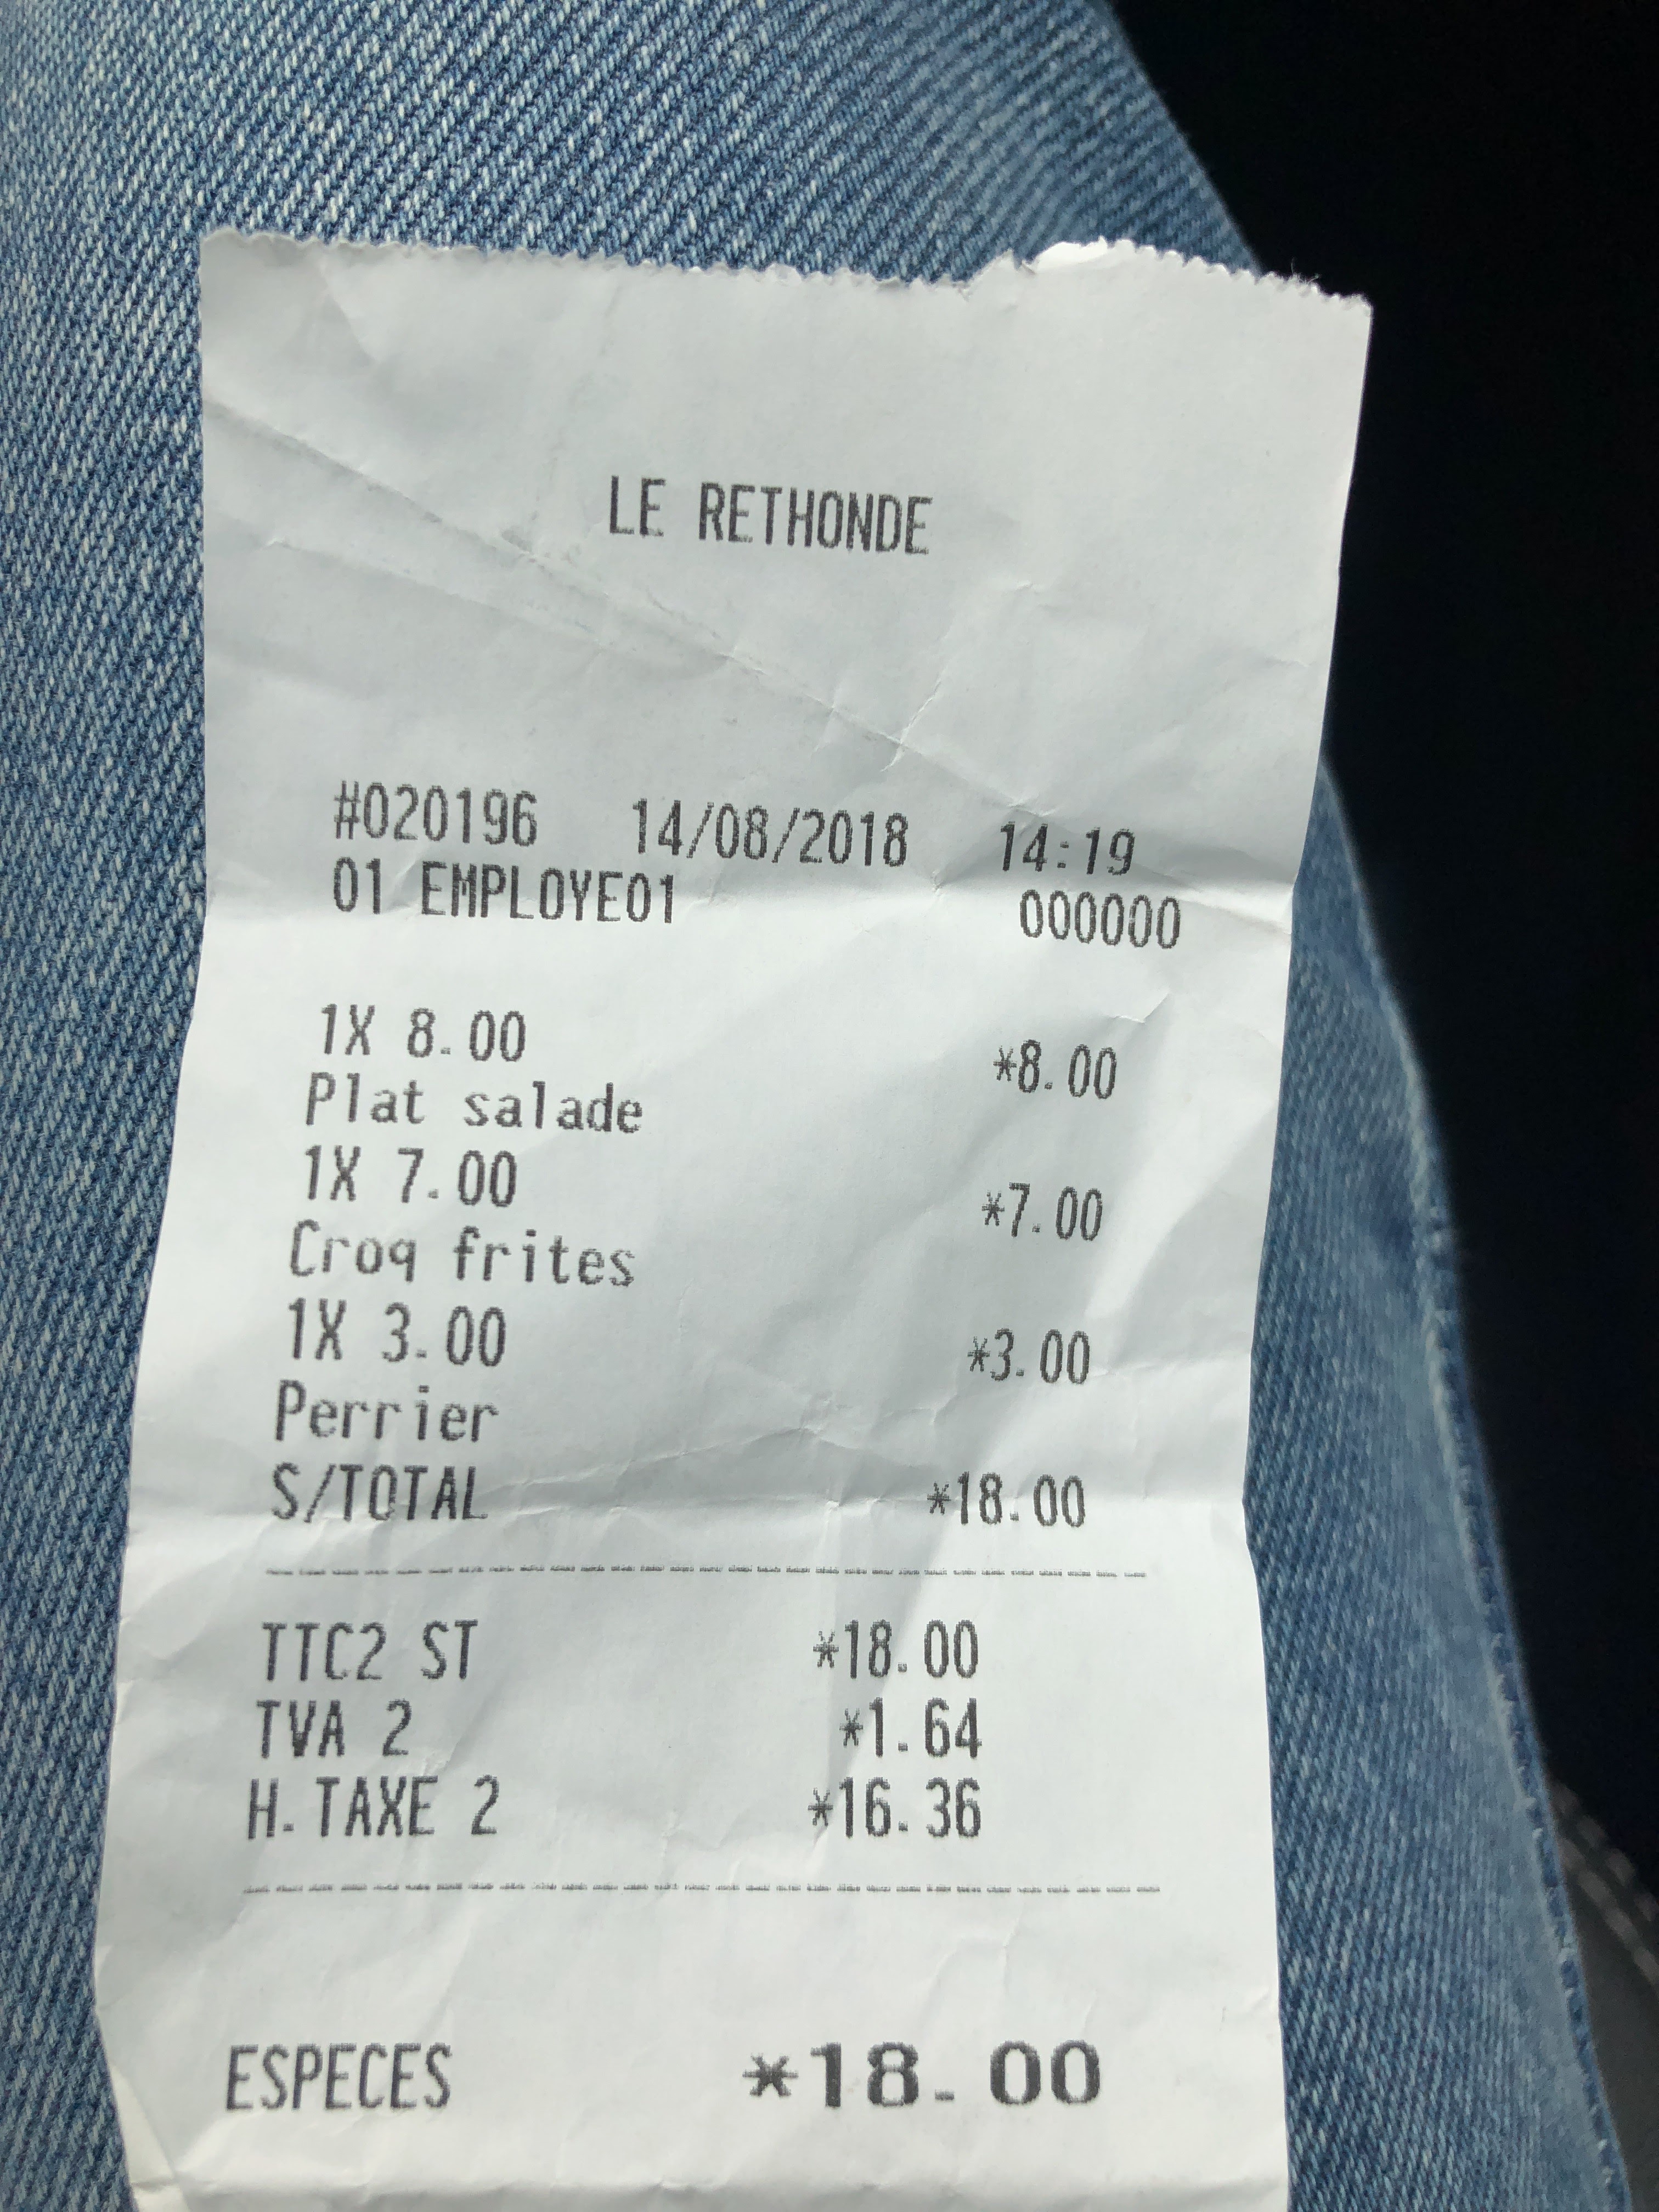 LE RETHONDE
#020196 14/08/2018 14:19
01 EMPLOYE01 000000
1X 8.00 *8.00
Plat salade
1X 7.00 *7.00
Croq frites
1X 3.00 *3.00
Perrier
S/TOTAL *18.00
TTC2 ST *18.00
TVA 2 *1.64
H.TAXE 2 *16.36
ESPECES *18.00